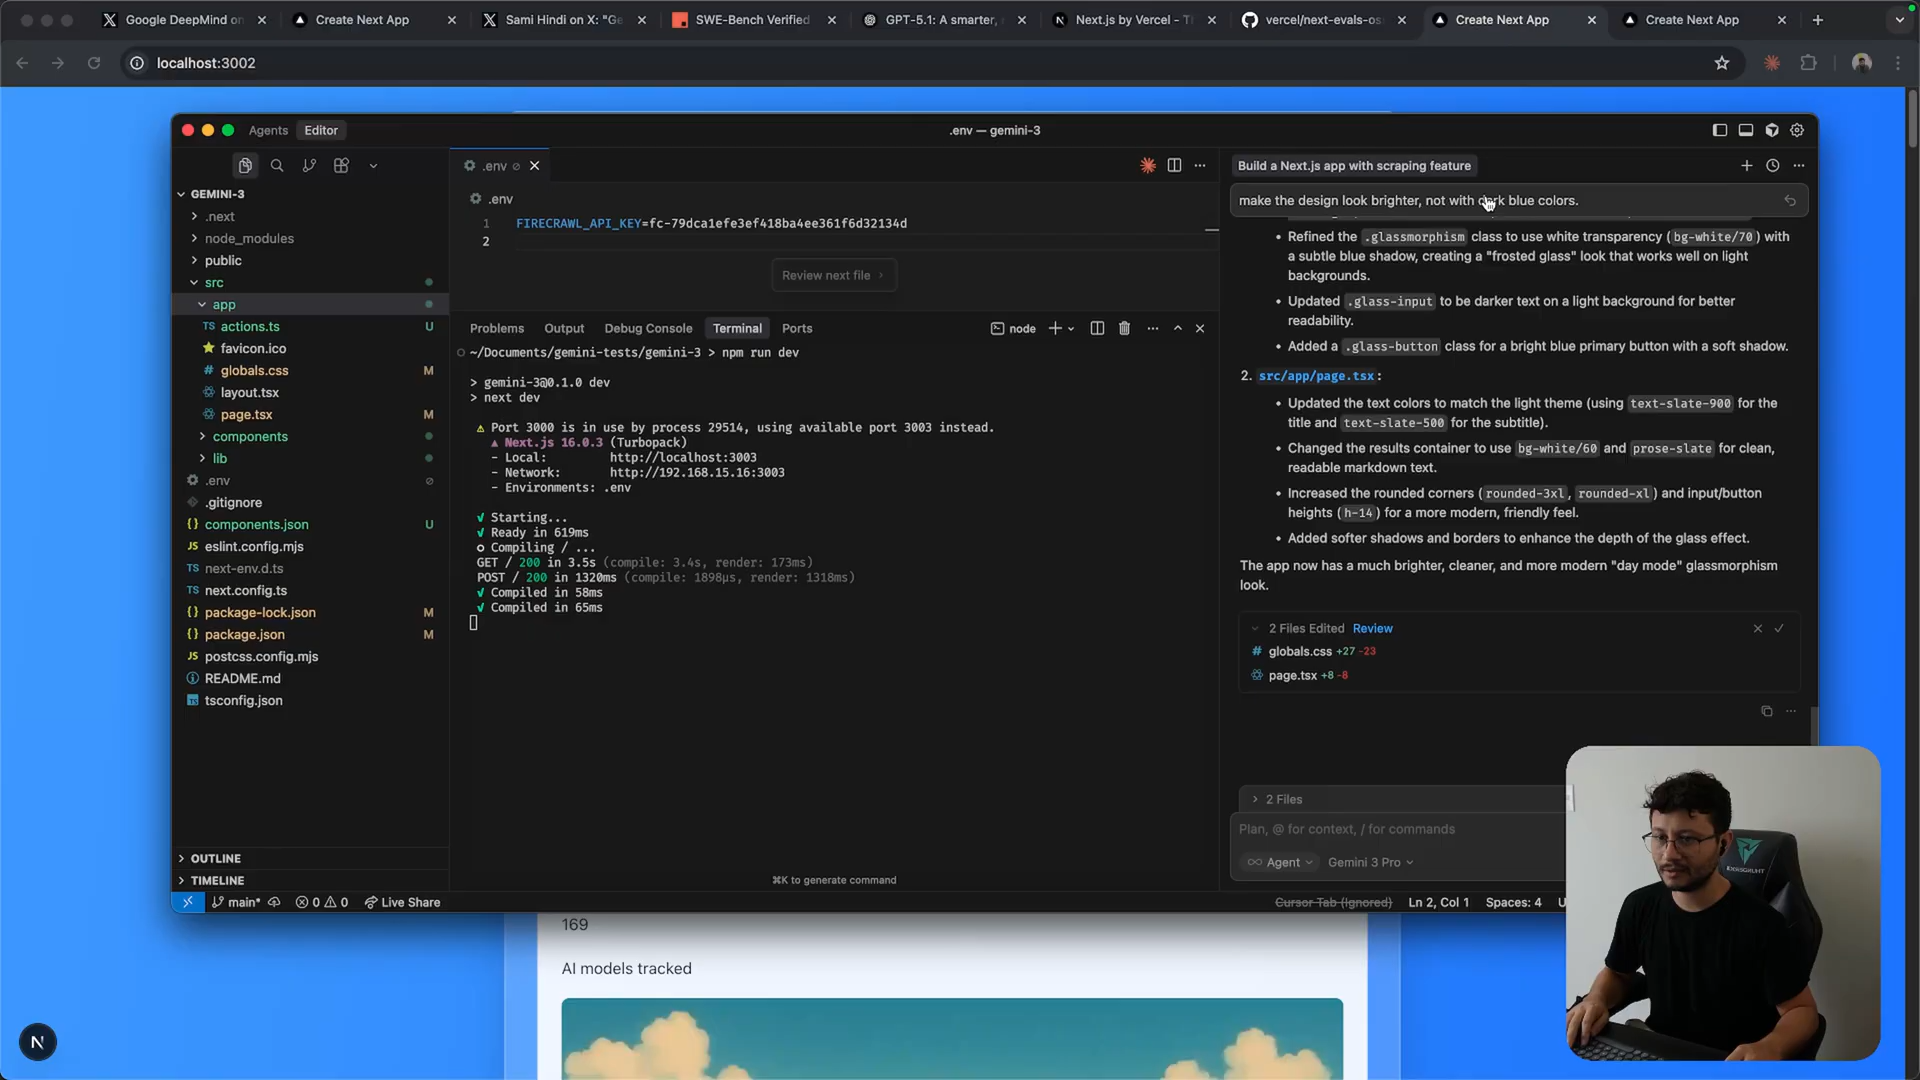 Google DeepMind on
Create Next App
Sami Hindi on X: "Ge
SWE-Bench Verified
GPT-5.1: A smarter,
Next.js by Vercel - Th
vercel/next-evals-oss
Create Next App
Create Next App
localhost:3002
Agents
Editor
.env — gemini-3
GEMINI-3
.next
node_modules
public
src
app
actions.ts U
favicon.ico
globals.css M
layout.tsx
page.tsx M
components
lib
.env
.gitignore
components.json U
eslint.config.mjs
next-env.d.ts
next.config.ts
package-lock.json M
package.json M
postcss.config.mjs
README.md
tsconfig.json
OUTLINE
TIMELINE
.env
.env
1 FIRECRAWL_API_KEY=fc-79dca1efe3ef418ba4ee361f6d32134d
2
Review next file
Problems Output Debug Console Terminal Ports
node
~/Documents/gemini-tests/gemini-3 > npm run dev
> gemini-3@0.1.0 dev
> next dev
⚠ Port 3000 is in use by process 29514, using available port 3003 instead.
▲ Next.js 16.0.3 (Turbopack)
- Local: http://localhost:3003
- Network: http://192.168.15.16:3003
- Environments: .env
✓ Starting...
✓ Ready in 619ms
○ Compiling / ...
GET / 200 in 3.5s (compile: 3.4s, render: 173ms)
POST / 200 in 1320ms (compile: 1898µs, render: 1318ms)
✓ Compiled in 58ms
✓ Compiled in 65ms
⌘K to generate command
Build a Next.js app with scraping feature
make the design look brighter, not with dark blue colors.
• Refined the .glassmorphism class to use white transparency (bg-white/70) with
a subtle blue shadow, creating a "frosted glass" look that works well on light
backgrounds.
• Updated .glass-input to be darker text on a light background for better
readability.
• Added a .glass-button class for a bright blue primary button with a soft shadow.
2. src/app/page.tsx:
• Updated the text colors to match the light theme (using text-slate-900 for the
title and text-slate-500 for the subtitle).
• Changed the results container to use bg-white/60 and prose-slate for clean,
readable markdown text.
• Increased the rounded corners (rounded-3xl, rounded-xl) and input/button
heights (h-14) for a more modern, friendly feel.
• Added softer shadows and borders to enhance the depth of the glass effect.
The app now has a much brighter, cleaner, and more modern "day mode" glassmorphism
look.
2 Files Edited Review
globals.css +27 -23
page.tsx +8 -8
2 Files
Plan, @ for context, / for commands
Agent
Gemini 3 Pro
main*
0 0
Live Share
Cursor Tab (Ignored)
Ln 2, Col 1
Spaces: 4
169
AI models tracked
N